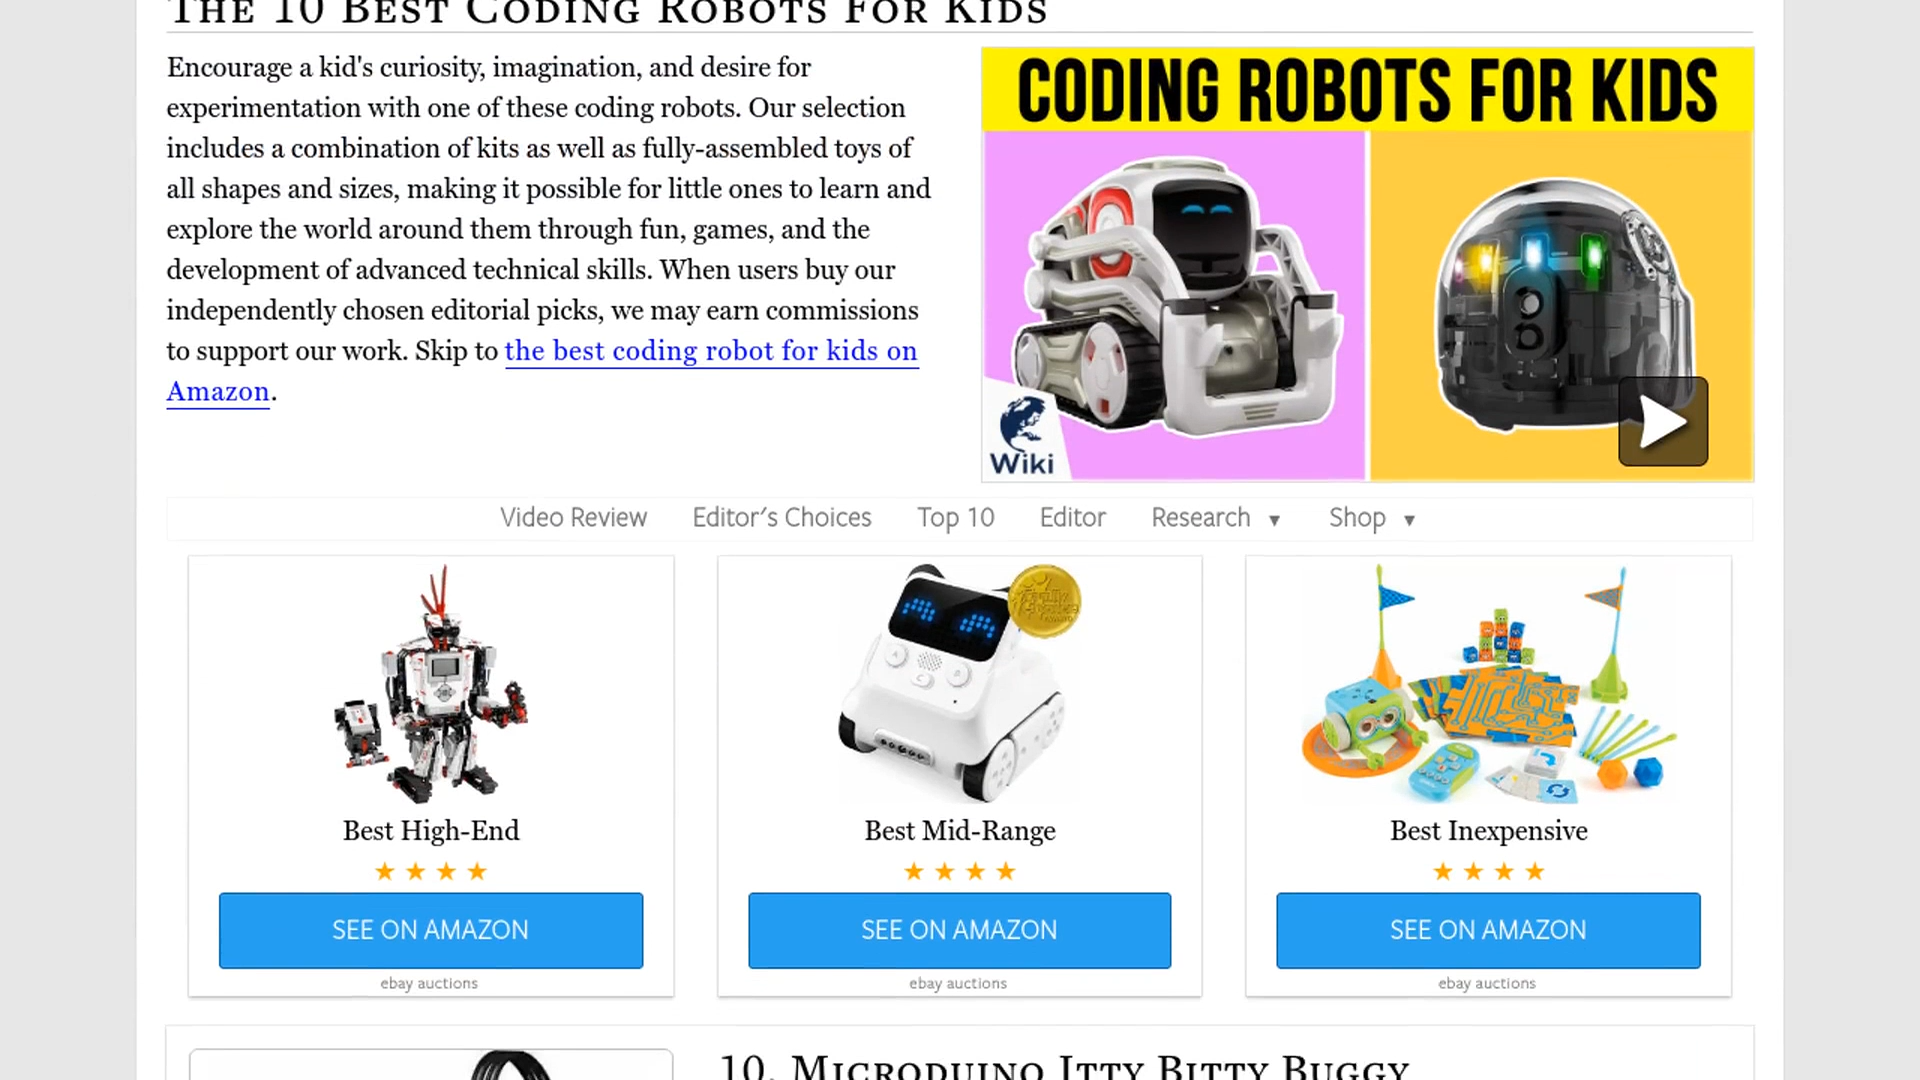 THE 10 BEST CODING ROBOTS FOR KIDS
Encourage a kid's curiosity, imagination, and desire for
experimentation with one of these coding robots. Our selection
includes a combination of kits as well as fully-assembled toys of
all shapes and sizes, making it possible for little ones to learn and
explore the world around them through fun, games, and the
development of advanced technical skills. When users buy our
independently chosen editorial picks, we may earn commissions
to support our work. Skip to the best coding robot for kids on
Amazon.
CODING ROBOTS FOR KIDS
Wiki
Video Review Editor's Choices Top 10 Editor Research ▼ Shop ▼
Best High-End
SEE ON AMAZON
ebay auctions
Best Mid-Range
SEE ON AMAZON
ebay auctions
Best Inexpensive
SEE ON AMAZON
ebay auctions
10. MICRODUINO ITTY BITTY BUGGY